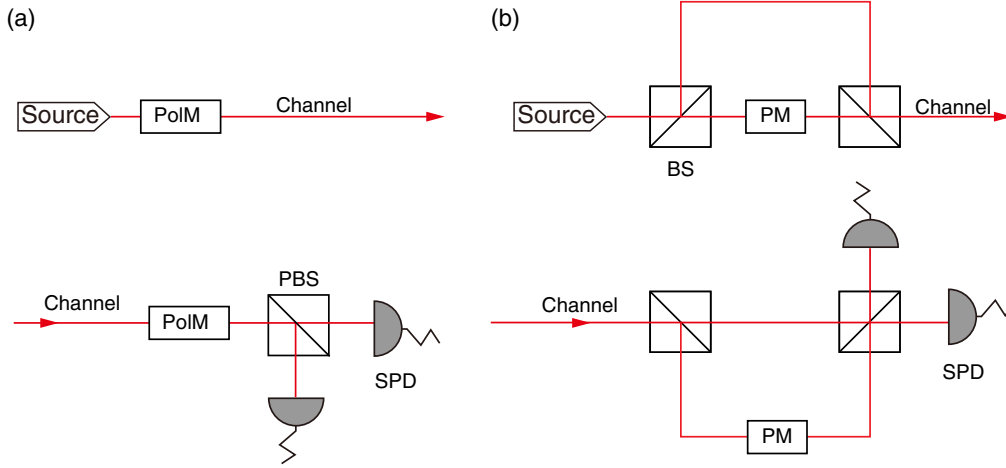 (a)
Source
PolM
Channel
Channel
PolM
PBS
SPD
(b)
Source
BS
PM
Channel
Channel
PM
SPD